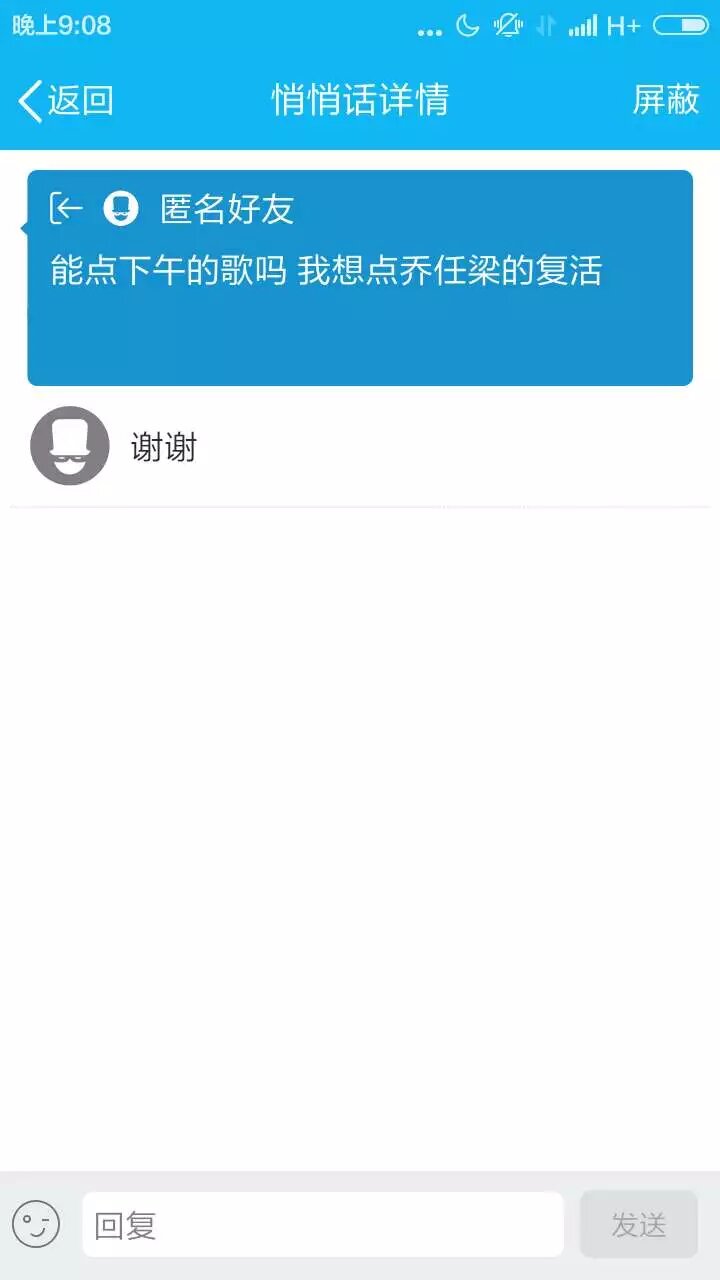 晚上9:08 ... H+
返回 悄悄话详情 屏蔽
匿名好友
能点下午的歌吗 我想点乔任梁的复活
谢谢
回复 发送